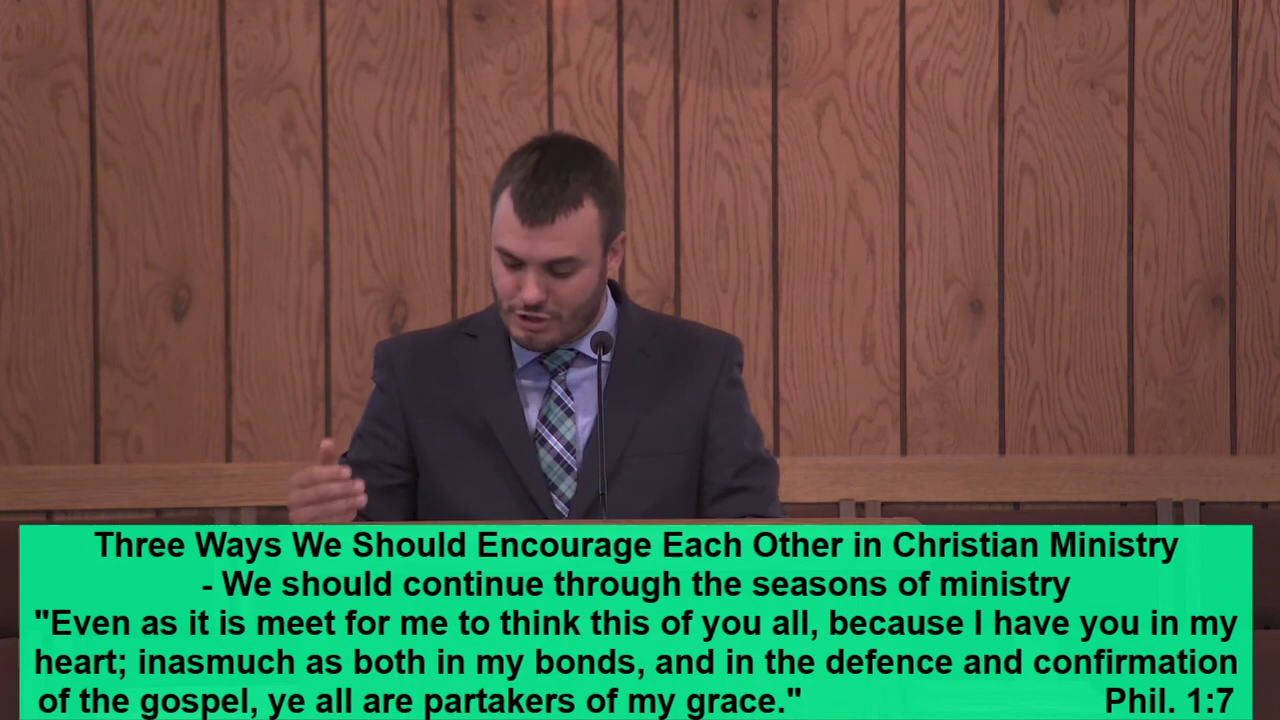 Three Ways We Should Encourage Each Other in Christian Ministry
- We should continue through the seasons of ministry
"Even as it is meet for me to think this of you all, because I have you in my
heart; inasmuch as both in my bonds, and in the defence and confirmation
of the gospel, ye all are partakers of my grace." Phil. 1:7